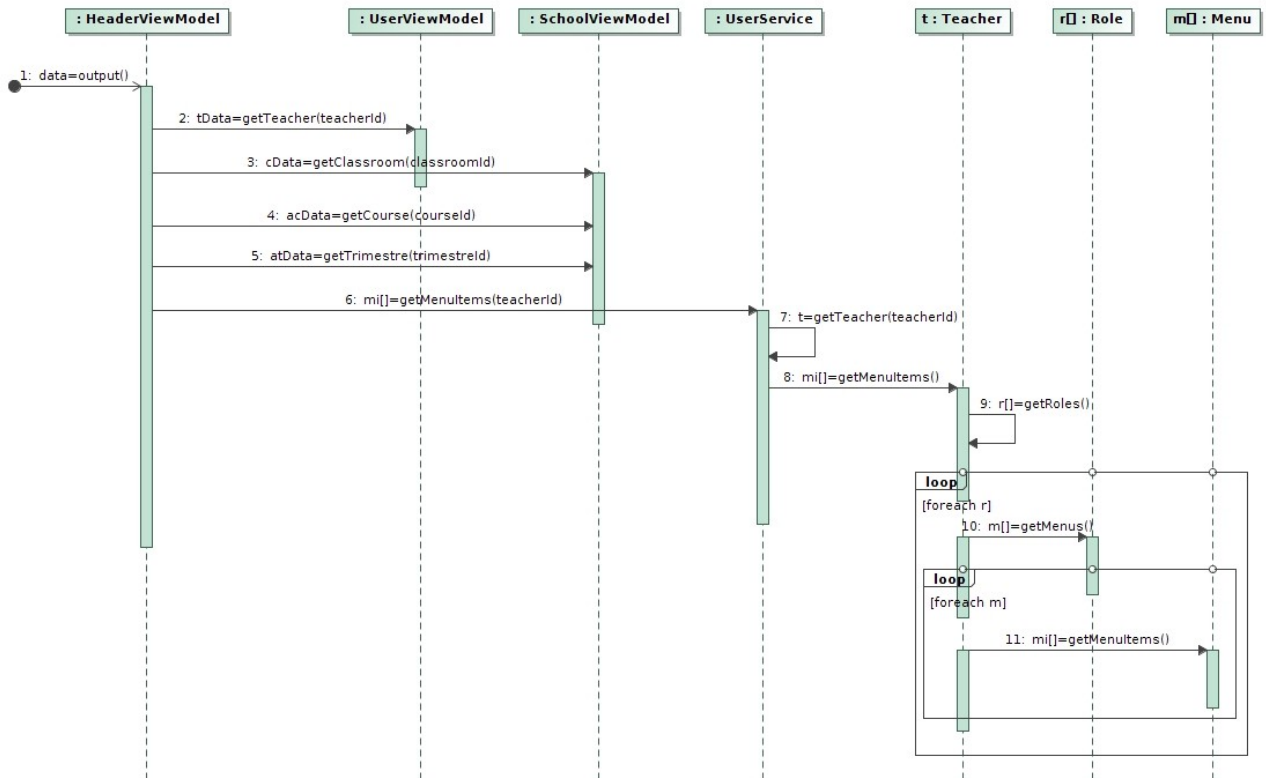 : HeaderViewModel
: UserViewModel
: SchoolViewModel
: UserService
t : Teacher
r[] : Role
m[] : Menu
1: data=output()
2: tData=getTeacher(teacherId)
3: cData=getClassroom(classroomId)
4: acData=getCourse(courseId)
5: atData=getTrimestre(trimestreId)
6: mi[]=getMenuItems(teacherId)
7: t=getTeacher(teacherId)
8: mi[]=getMenuItems()
9: r[]=getRoles()
loop
[foreach r]
10: m[]=getMenus()
loop
[foreach m]
11: mi[]=getMenuItems()